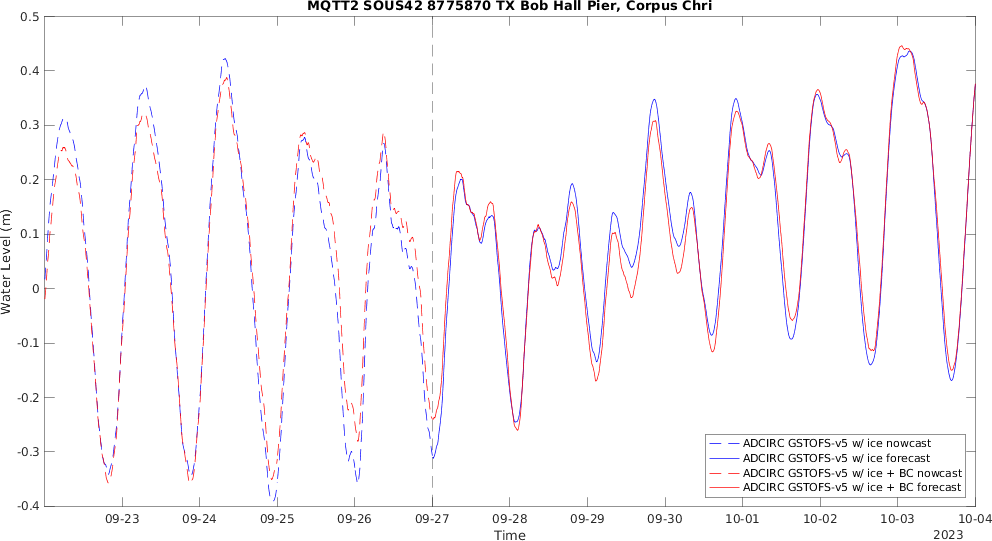 MQTT2 SOUS42 8775870 TX Bob Hall Pier, Corpus Chri
0.5
0.4
0.3
0.2
0.1
0
-0.1
-0.2
-0.3
-0.4
Water Level (m)
ADCIRC GSTOFS-v5 w/ ice nowcast
ADCIRC GSTOFS-v5 w/ ice forecast
ADCIRC GSTOFS-v5 w/ ice + BC nowcast
ADCIRC GSTOFS-v5 w/ ice + BC forecast
09-23 09-24 09-25 09-26 09-27 09-28 09-29 09-30 10-01 10-02 10-03 10-04
Time
2023